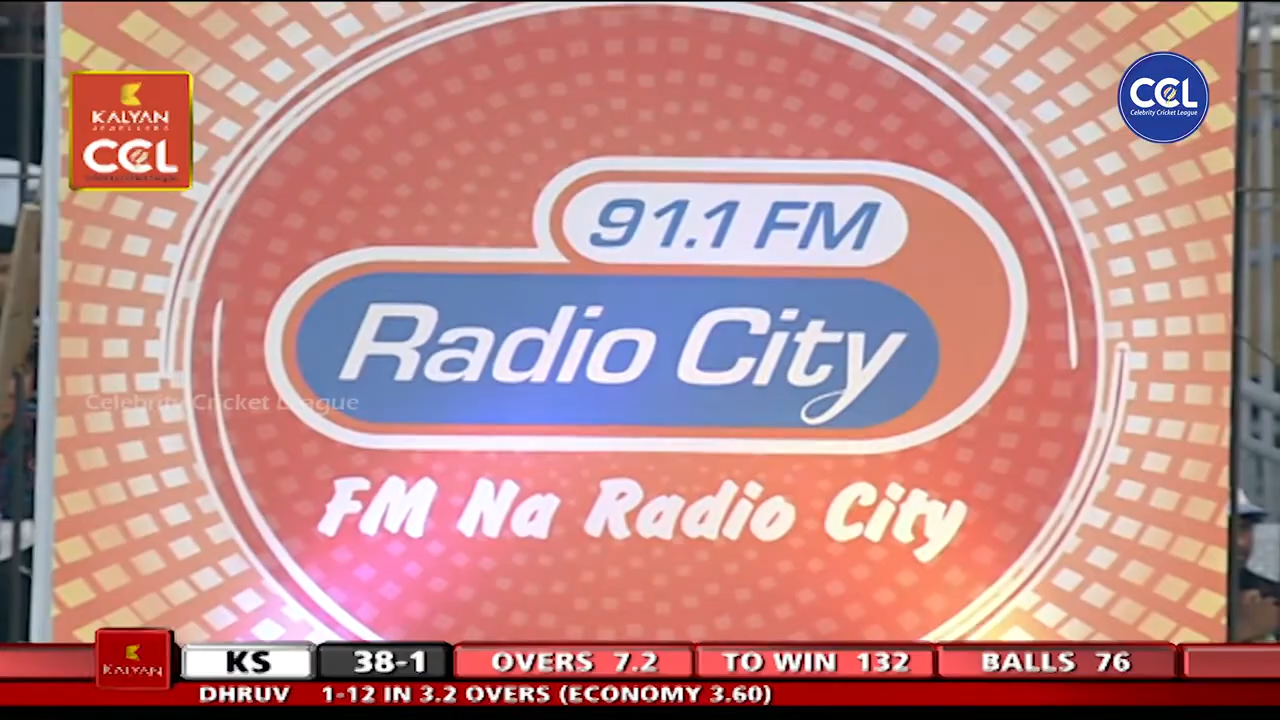 KALYAN
JEWELLERS
CCL
CCL
Celebrity Cricket League
91.1 FM
Radio City
Celebrity Cricket League
FM Na Radio City
KALYAN
KS 38-1 OVERS 7.2 TO WIN 132 BALLS 76
DHRUV 1-12 IN 3.2 OVERS (ECONOMY 3.60)